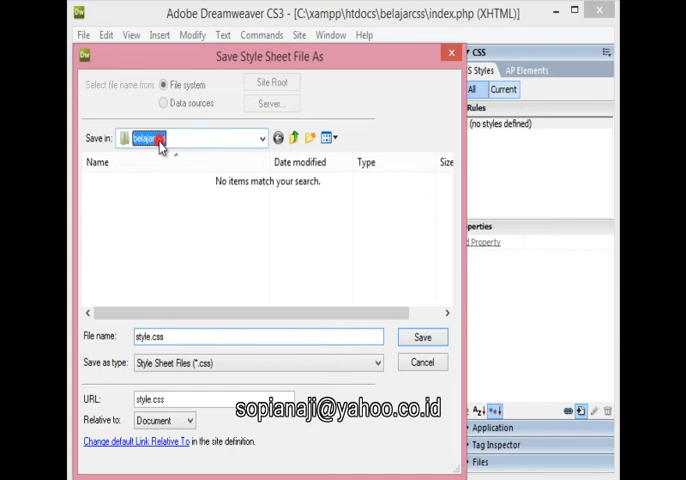 Adobe Dreamweaver CS3 - [C:\xampp\htdocs\belajarcss\index.php (XHTML)]
File Edit View Insert Modify Text Commands Site Window Help
Save Style Sheet File As
Select file name from: File system
Data sources
Site Root
Server...
Save in:
Name Date modified Type Size
No items match your search.
File name: style.css
Save
Save as type: Style Sheet Files (*.css)
Cancel
URL: style.css
sopianaji@yahoo.co.id
Relative to: Document
Change default Link Relative To in the site definition.
CSS
SS Styles AP Elements
All Current
Rules
(no styles defined)
roperties
d Property
Application
Tag Inspector
Files